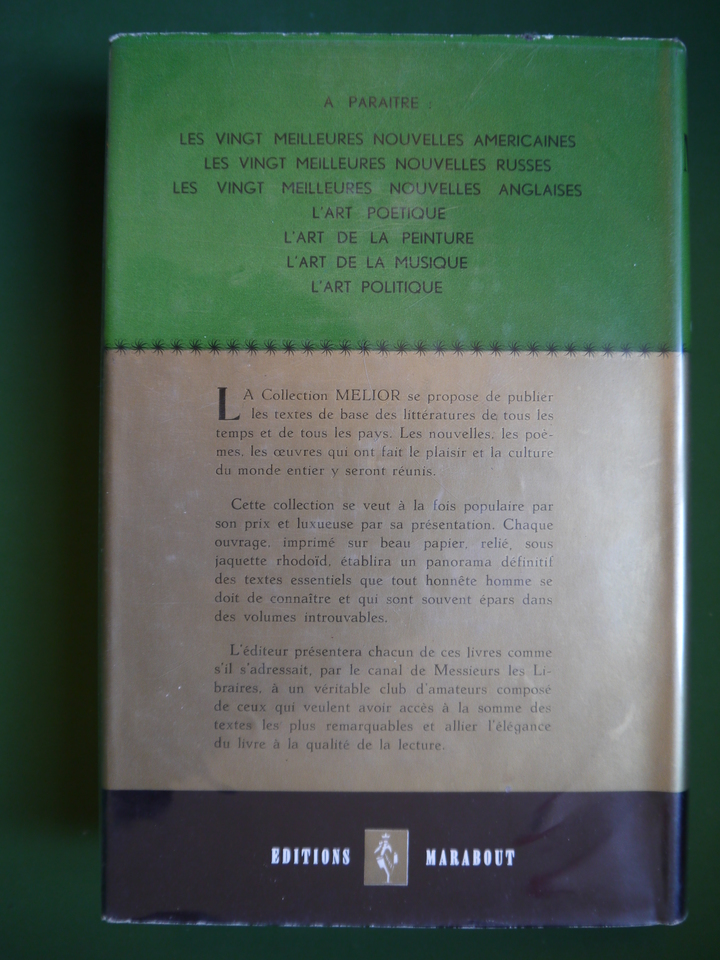 A PARAITRE :
LES VINGT MEILLEURES NOUVELLES AMERICAINES
LES VINGT MEILLEURES NOUVELLES RUSSES
LES VINGT MEILLEURES NOUVELLES ANGLAISES
L'ART POETIQUE
L'ART DE LA PEINTURE
L'ART DE LA MUSIQUE
L'ART POLITIQUE
LA Collection MELIOR se propose de publier
les textes de base des littératures de tous les
temps et de tous les pays. Les nouvelles, les poè-
mes, les œuvres qui ont fait le plaisir et la culture
du monde entier y seront réunis.
Cette collection se veut à la fois populaire par
son prix et luxueuse par sa présentation. Chaque
ouvrage, imprimé sur beau papier, relié, sous
jaquette rhodoïd, établira un panorama définitif
des textes essentiels que tout honnête homme se
doit de connaître et qui sont souvent épars dans
des volumes introuvables.
L'éditeur présentera chacun de ces livres comme
s'il s'adressait, par le canal de Messieurs les Li-
braires, à un véritable club d'amateurs composé
de ceux qui veulent avoir accès à la somme des
textes les plus remarquables et allier l'élégance
du livre à la qualité de la lecture.
EDITIONS MARABOUT